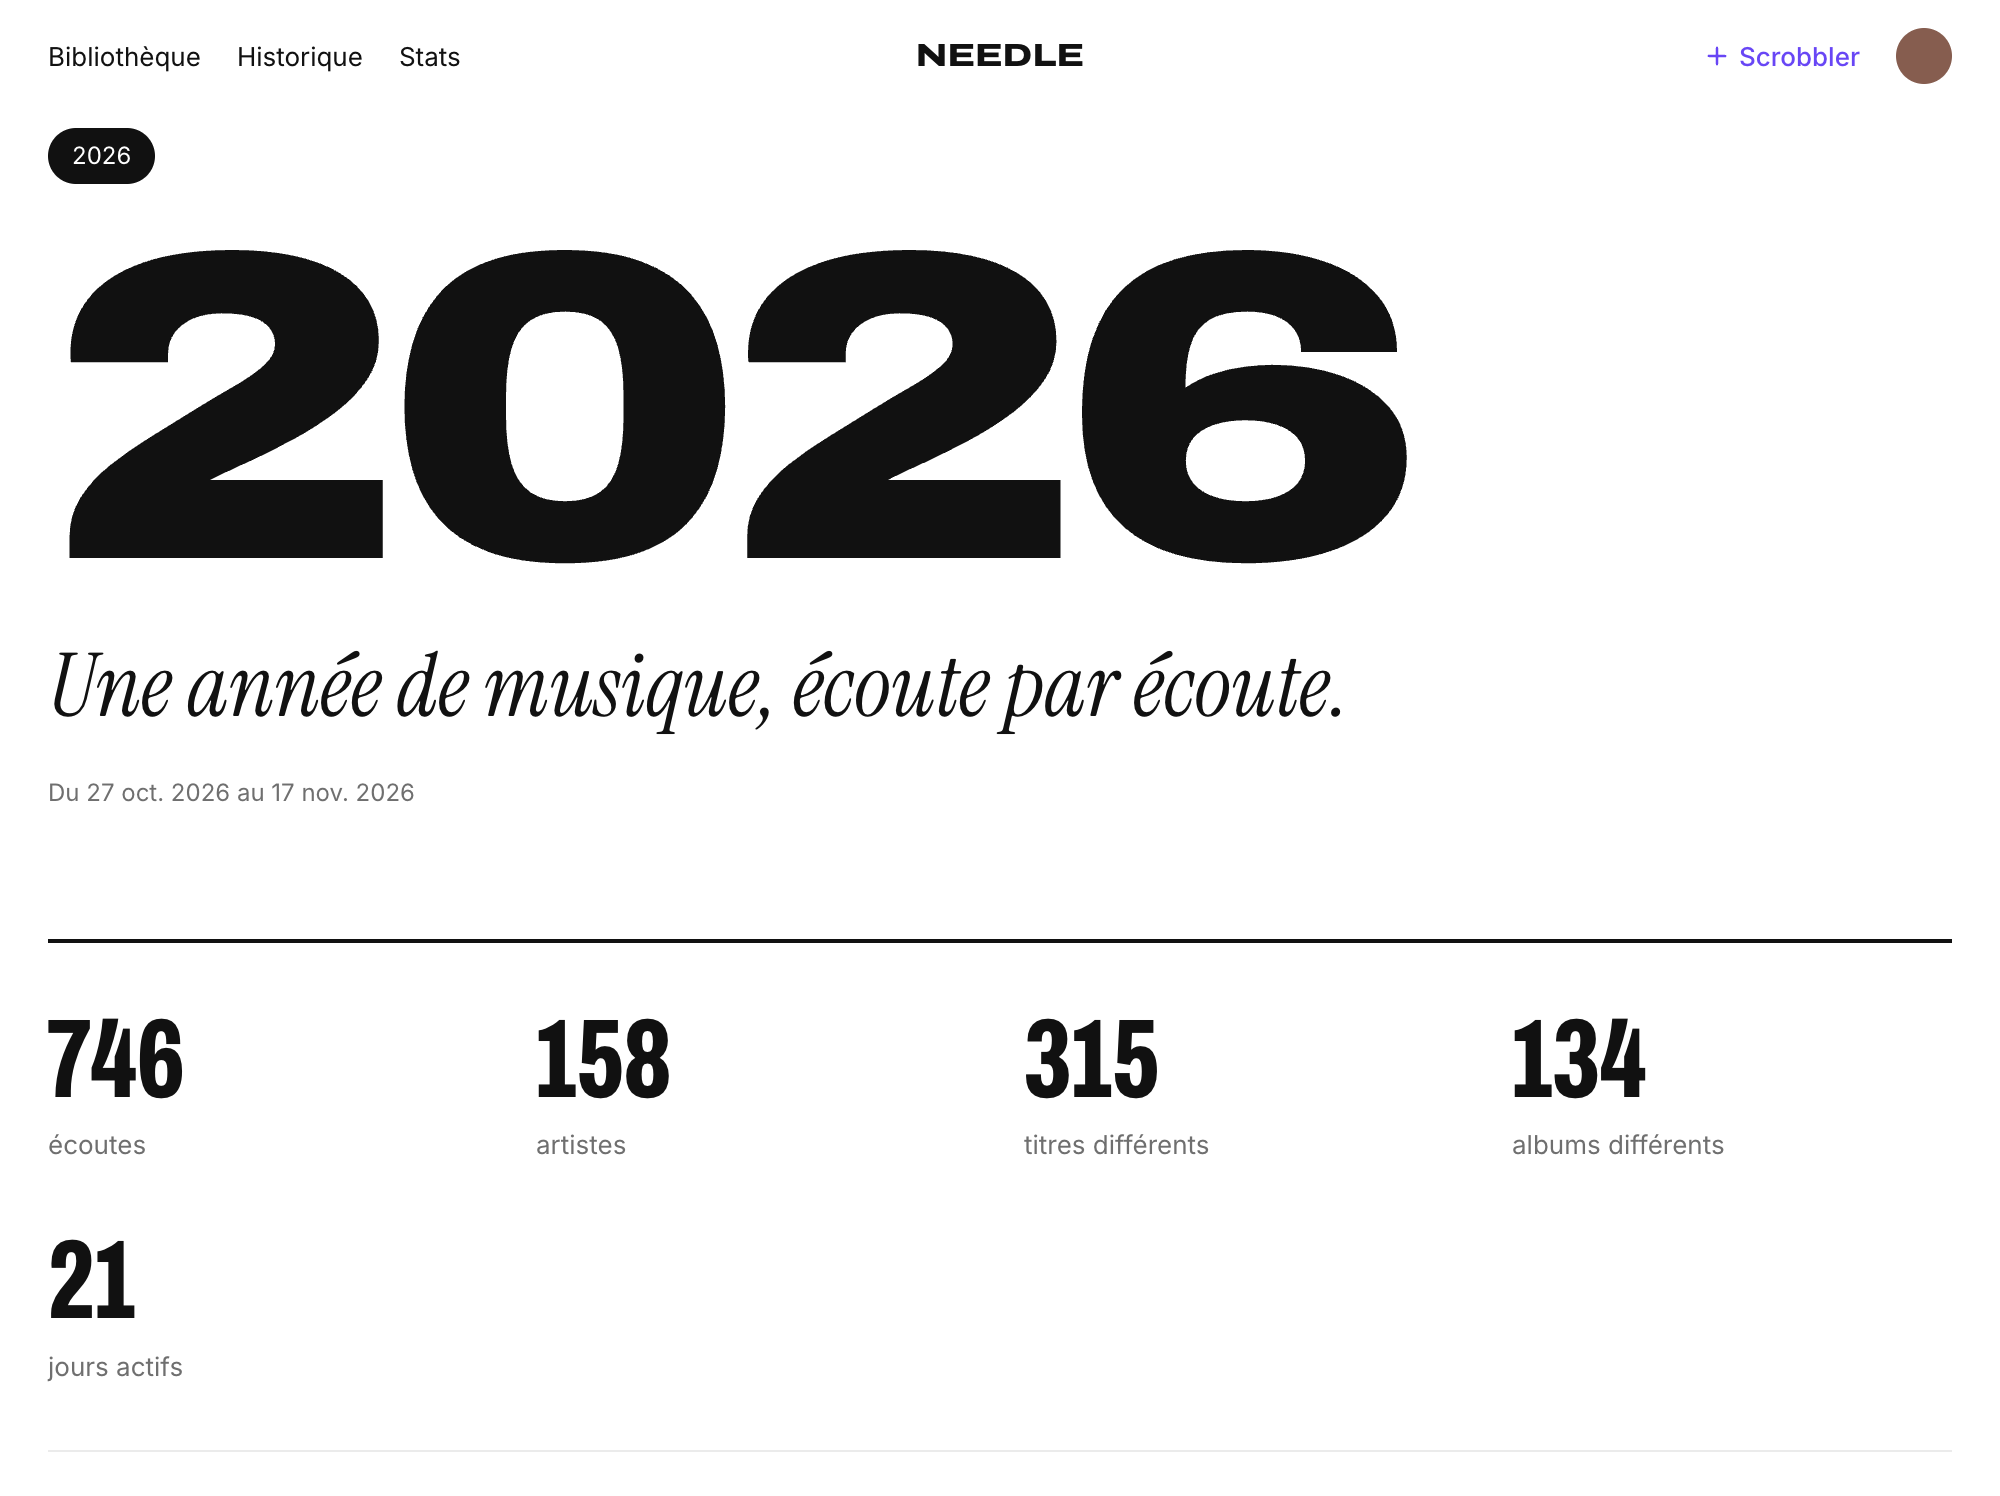 Bibliothèque Historique Stats NEEDLE + Scrobbler
2026
2026
Une année de musique, écoute par écoute.
Du 27 oct. 2026 au 17 nov. 2026
746 158 315 134
écoutes artistes titres différents albums différents
21
jours actifs